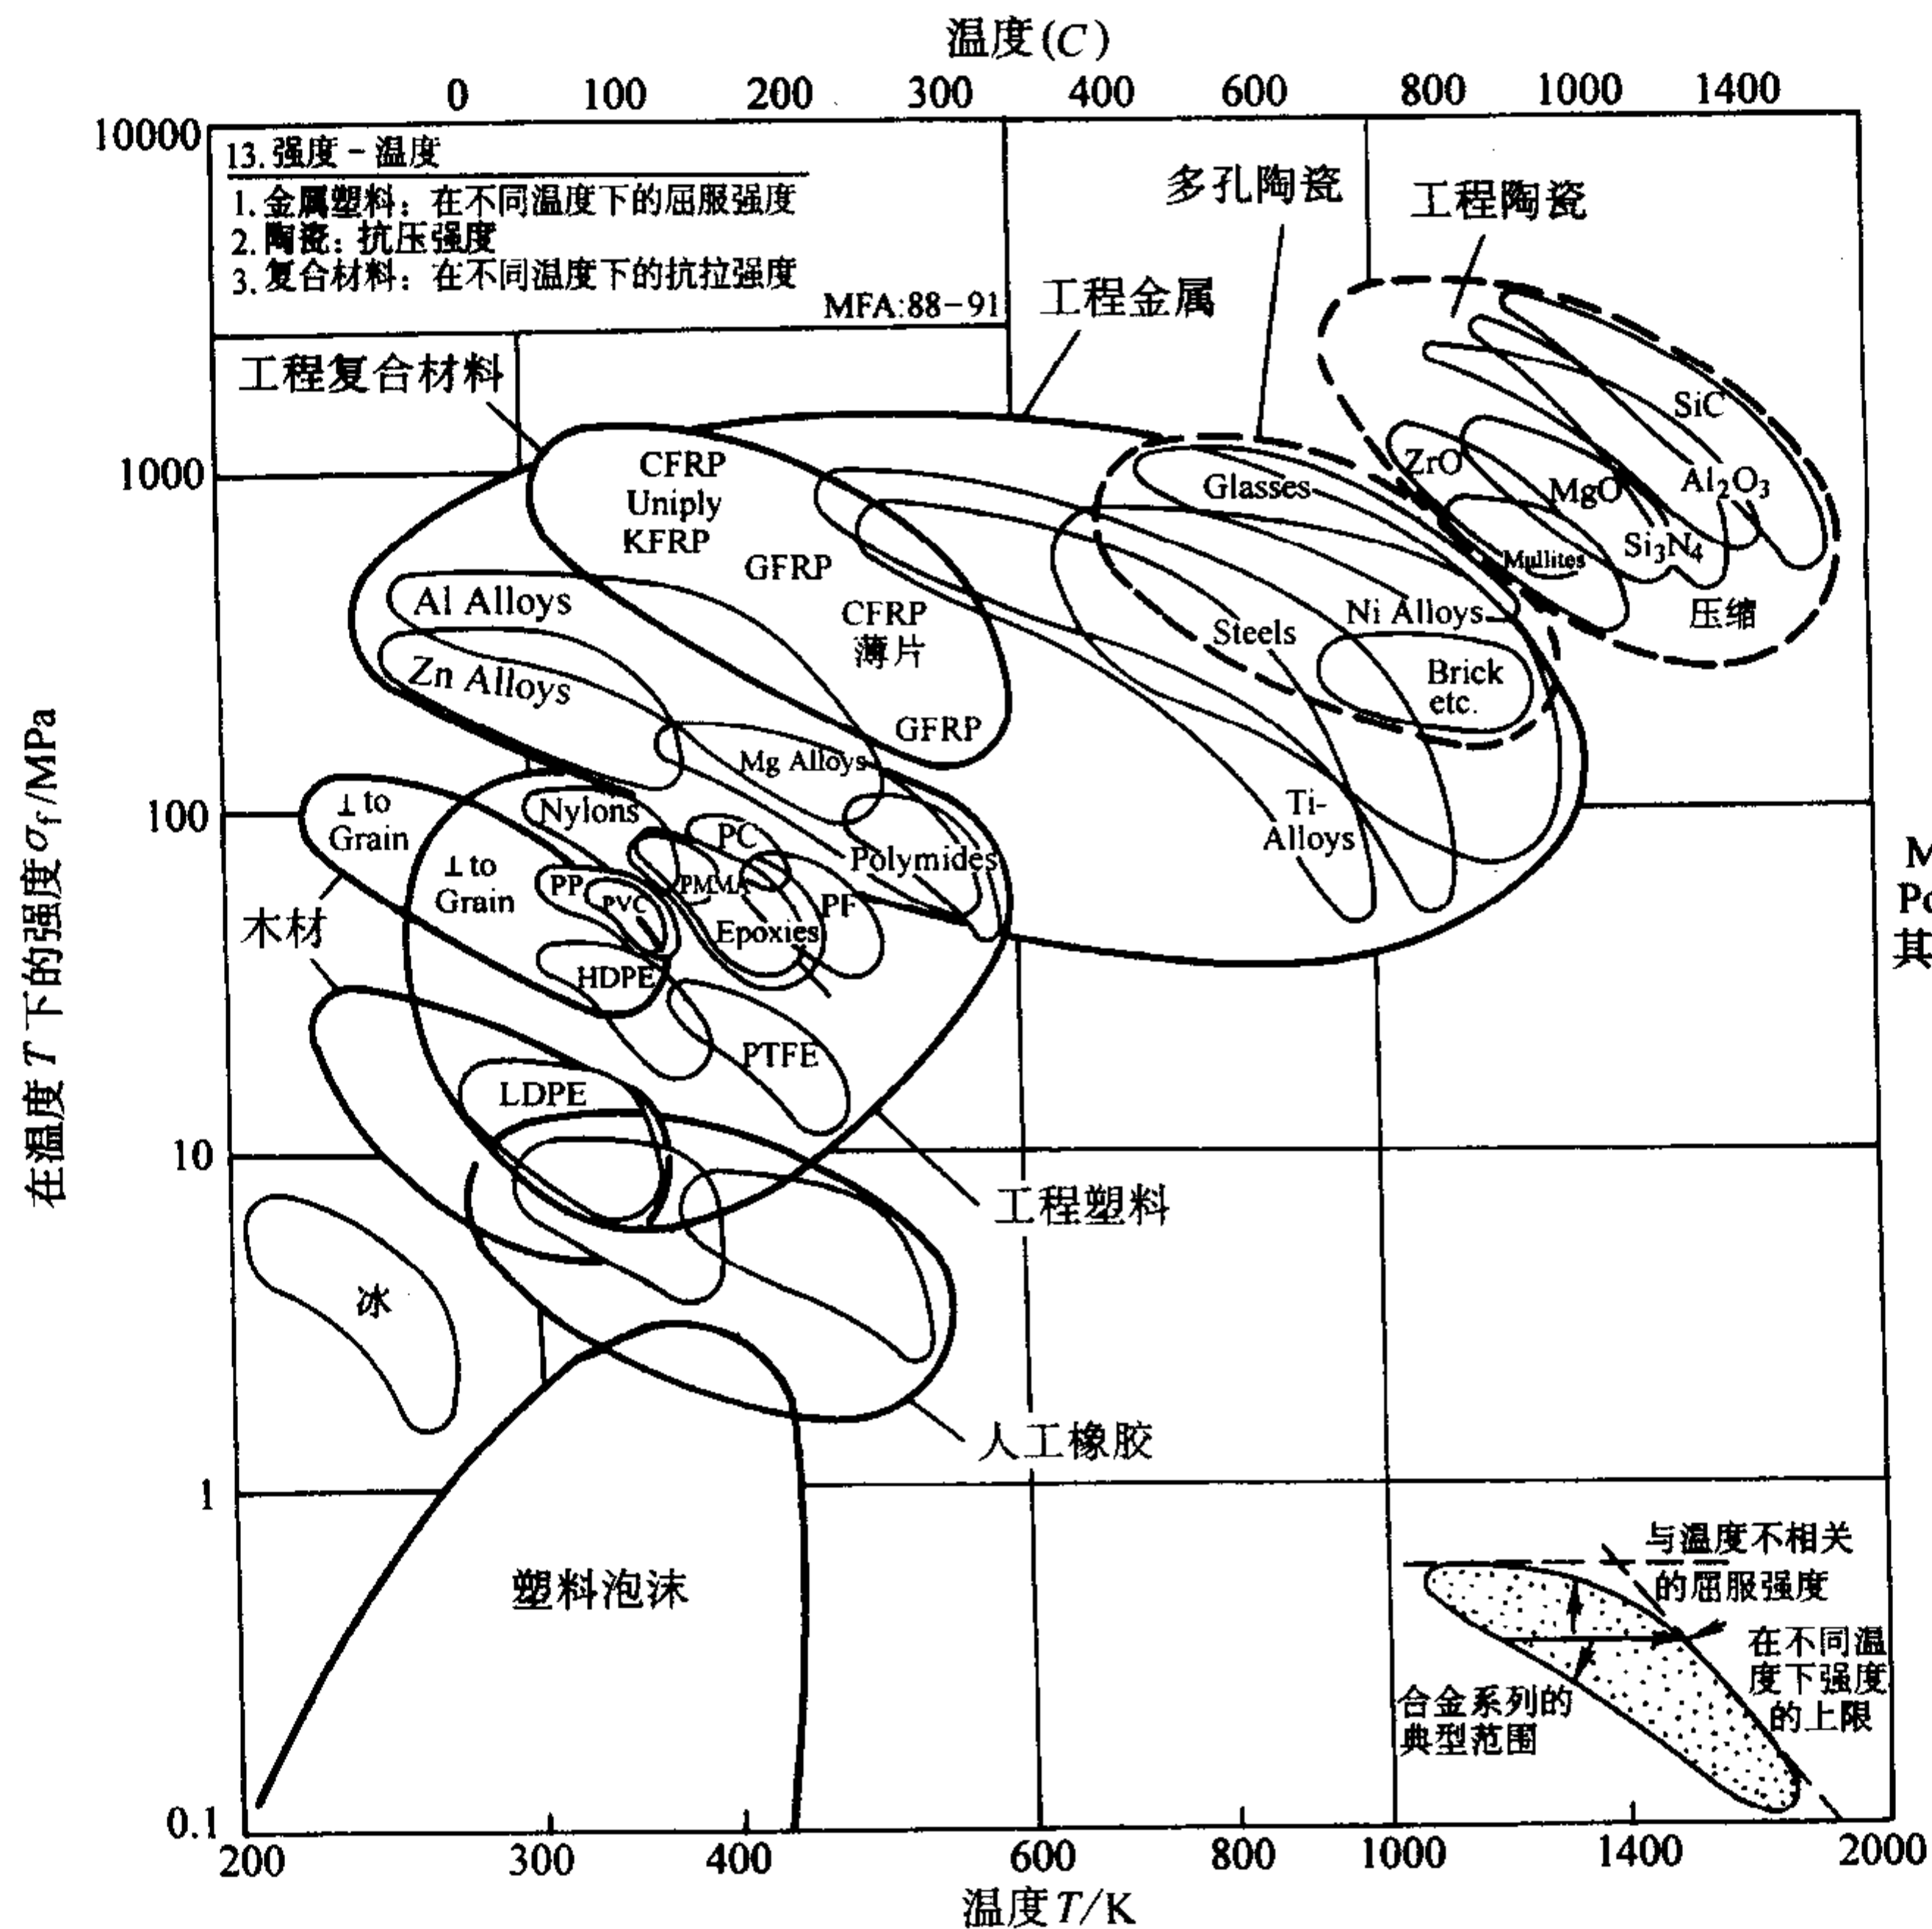 温度(C)
0 100 200 300 400 600 800 1000 1400
10000
13. 强度－温度
1. 金属塑料：在不同温度下的屈服强度
2. 陶瓷：抗压强度
3. 复合材料：在不同温度下的抗拉强度
MFA:88-91
多孔陶瓷
工程陶瓷
工程金属
工程复合材料
SiC
1000
CFRP
Uniply
KFRP
GFRP
CFRP
薄片
GFRP
Glasses
ZrO
MgO
Al₂O₃
Si₃N₄
Mullites
压缩
Al Alloys
Zn Alloys
Mg Alloys
Steels
Ni Alloys
Brick
etc.
Ti-
Alloys
在温度 T 下的强度 σf/MPa
100
⊥ to
Grain
⊥ to
Grain
木材
Nylons
PC
Polymides
PP
PVC
PMMA
PF
Epoxies
HDPE
PTFE
LDPE
M
Po
其
10
工程塑料
冰
人工橡胶
1
塑料泡沫
与温度不相关
的屈服强度
在不同温
度下强度
的上限
合金系列的
典型范围
0.1
200 300 400 600 800 1000 1400 2000
温度 T/K